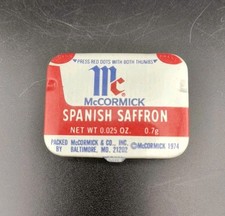 PRESS RED DOTS WITH BOTH THUMBS
Mc
McCORMICK
SPANISH SAFFRON
NET WT 0.025 OZ. 0.7g
PACKED McCORMICK & CO., INC.
BY BALTIMORE, MD. 21202 ©McCORMICK 1974